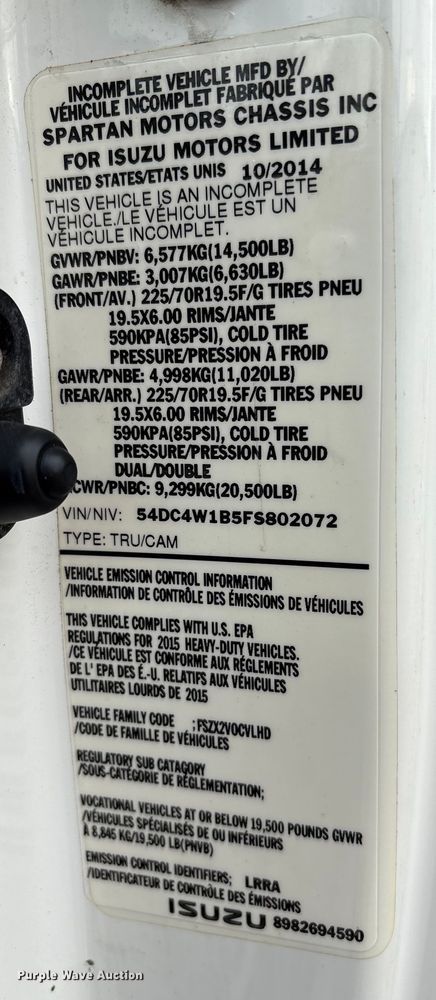 INCOMPLETE VEHICLE MFD BY/
VÉHICULE INCOMPLET FABRIQUÉ PAR
SPARTAN MOTORS CHASSIS INC
FOR ISUZU MOTORS LIMITED
UNITED STATES/ETATS UNIS 10/2014
THIS VEHICLE IS AN INCOMPLETE
VEHICLE./LE VÉHICULE EST UN
VÉHICULE INCOMPLET.
GVWR/PNBV: 6,577KG(14,500LB)
GAWR/PNBE: 3,007KG(6,630LB)
(FRONT/AV.) 225/70R19.5F/G TIRES PNEU
19.5X6.00 RIMS/JANTE
590KPA(85PSI), COLD TIRE
PRESSURE/PRESSION À FROID
GAWR/PNBE: 4,998KG(11,020LB)
(REAR/ARR.) 225/70R19.5F/G TIRES PNEU
19.5X6.00 RIMS/JANTE
590KPA(85PSI), COLD TIRE
PRESSURE/PRESSION À FROID
DUAL/DOUBLE
CWR/PNBC: 9,299KG(20,500LB)
VIN/NIV: 54DC4W1B5FS802072
TYPE: TRU/CAM
VEHICLE EMISSION CONTROL INFORMATION
/INFORMATION DE CONTRÔLE DES ÉMISSIONS DE VÉHICULES
THIS VEHICLE COMPLIES WITH U.S. EPA
REGULATIONS FOR 2015 HEAVY-DUTY VEHICLES.
/CE VÉHICULE EST CONFORME AUX RÉGLEMENTS
DE L' EPA DES É.-U. RELATIFS AUX VÉHICULES
UTILITAIRES LOURDS DE 2015
VEHICLE FAMILY CODE ;FSZX2VOCVLHD
/CODE DE FAMILLE DE VÉHICULES
REGULATORY SUB CATAGORY
/SOUS-CATÉGORIE DE RÉGLEMENTATION;
VOCATIONAL VEHICLES AT OR BELOW 19,500 POUNDS GVWR
/VÉHICULES SPÉCIALISÉS DE OU INFÉRIEURS
À 8,845 KG/19,500 LB(PNVB)
EMISSION CONTROL IDENTIFIERS; LRRA
/IDENTIFICATEUR DE CONTRÔLE DES ÉMISSIONS
ISUZU 8982694590
Purple Wave Auction